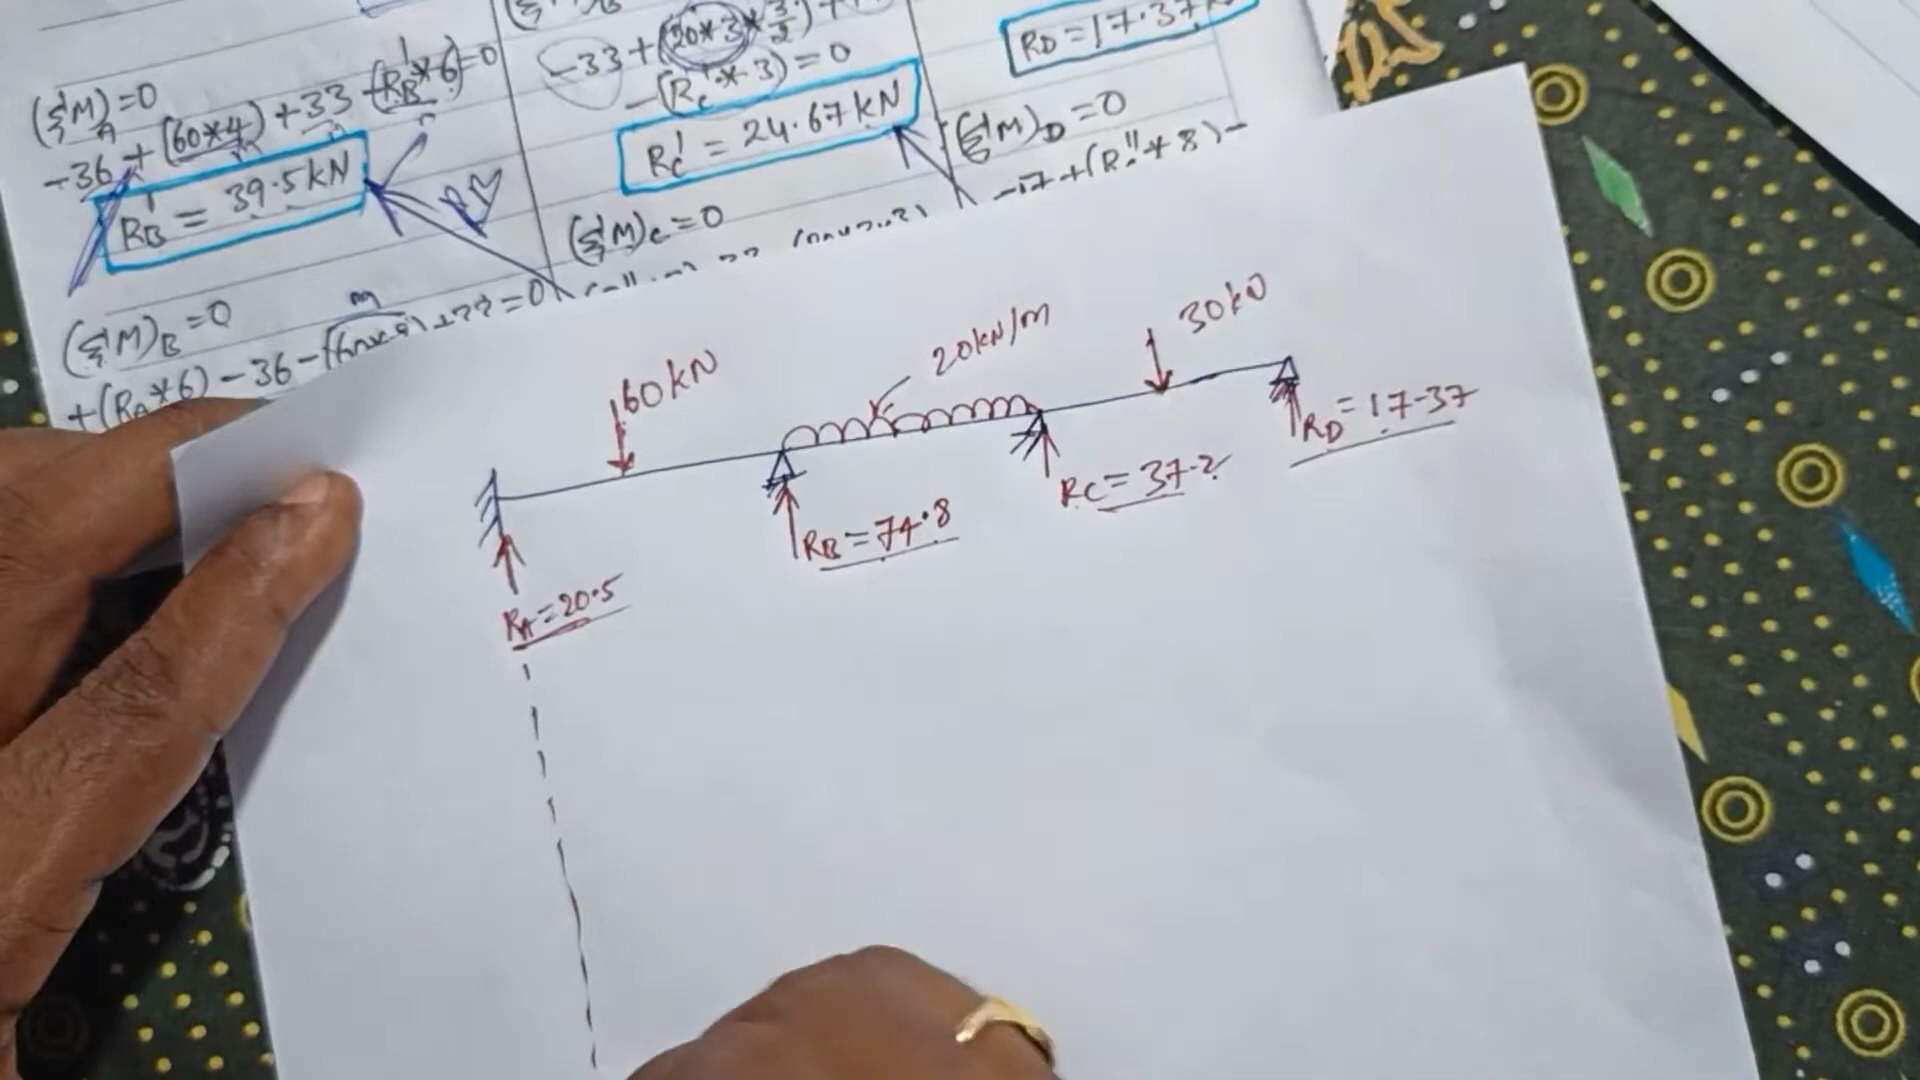 (ΣM)A = 0
-36 + (60*4) + 33 - (RB' * 6) = 0
RB' = 39.5 kN
(ΣM)B = 0
+(RA*6) - 36 -
-33 + (20*3*3/2) +
-(RC' * 3) = 0
RC' = 24.67 kN
(ΣM)C = 0
RD = 17.37
(ΣM)D = 0
60 kN
20 kN/m
30 kN
RA = 20.5
RB = 74.8
RC = 37.2
RD = 17.37